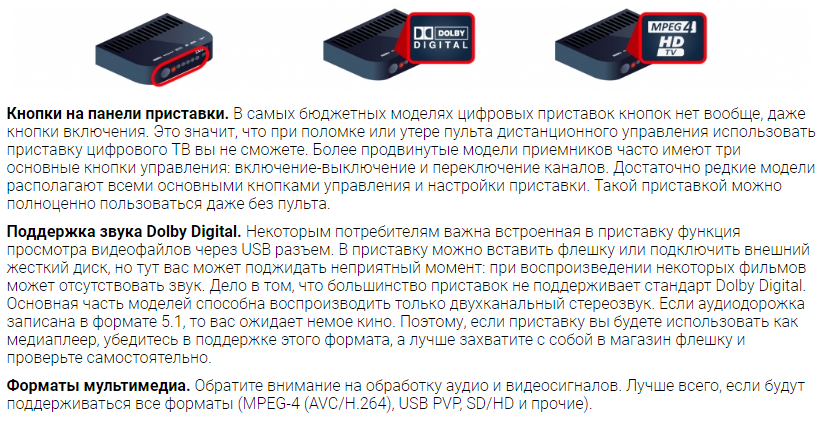 DOLBY
DIGITAL
MPEG4
HD
TV
Кнопки на панели приставки. В самых бюджетных моделях цифровых приставок кнопок нет вообще, даже
кнопки включения. Это значит, что при поломке или утере пульта дистанционного управления использовать
приставку цифрового ТВ вы не сможете. Более продвинутые модели приемников часто имеют три
основные кнопки управления: включение-выключение и переключение каналов. Достаточно редкие модели
располагают всеми основными кнопками управления и настройки приставки. Такой приставкой можно
полноценно пользоваться даже без пульта.
Поддержка звука Dolby Digital. Некоторым потребителям важна встроенная в приставку функция
просмотра видеофайлов через USB разъем. В приставку можно вставить флешку или подключить внешний
жесткий диск, но тут вас может поджидать неприятный момент: при воспроизведении некоторых фильмов
может отсутствовать звук. Дело в том, что большинство приставок не поддерживает стандарт Dolby Digital.
Основная часть моделей способна воспроизводить только двухканальный стереозвук. Если аудиодорожка
записана в формате 5.1, то вас ожидает немое кино. Поэтому, если приставку вы будете использовать как
медиаплеер, убедитесь в поддержке этого формата, а лучше захватите с собой в магазин флешку и
проверьте самостоятельно.
Форматы мультимедиа. Обратите внимание на обработку аудио и видеосигналов. Лучше всего, если будут
поддерживаться все форматы (MPEG-4 (AVC/H.264), USB PVP, SD/HD и прочие).